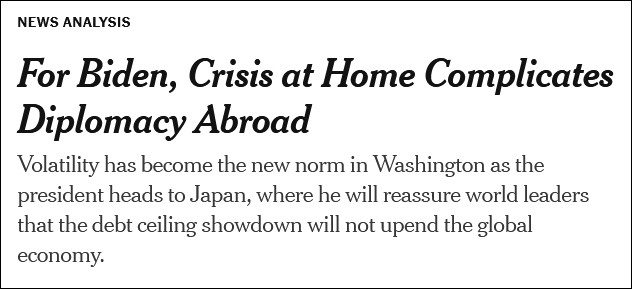 NEWS ANALYSIS
For Biden, Crisis at Home Complicates
Diplomacy Abroad
Volatility has become the new norm in Washington as the
president heads to Japan, where he will reassure world leaders
that the debt ceiling showdown will not upend the global
economy.